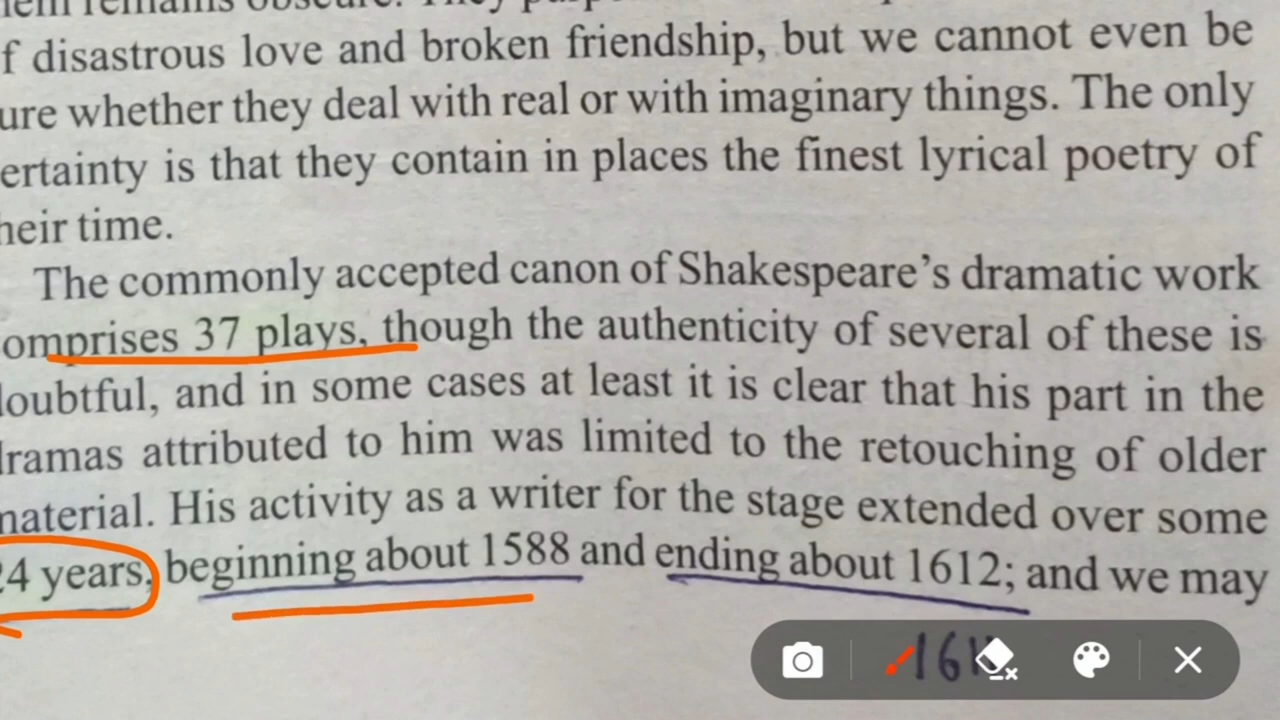 remains obscure. They
f disastrous love and broken friendship, but we cannot even be
ure whether they deal with real or with imaginary things. The only
ertainty is that they contain in places the finest lyrical poetry of
heir time.
The commonly accepted canon of Shakespeare's dramatic work
omprises 37 plays, though the authenticity of several of these is
loubtful, and in some cases at least it is clear that his part in the
lramas attributed to him was limited to the retouching of older
naterial. His activity as a writer for the stage extended over some
24 years, beginning about 1588 and ending about 1612; and we may